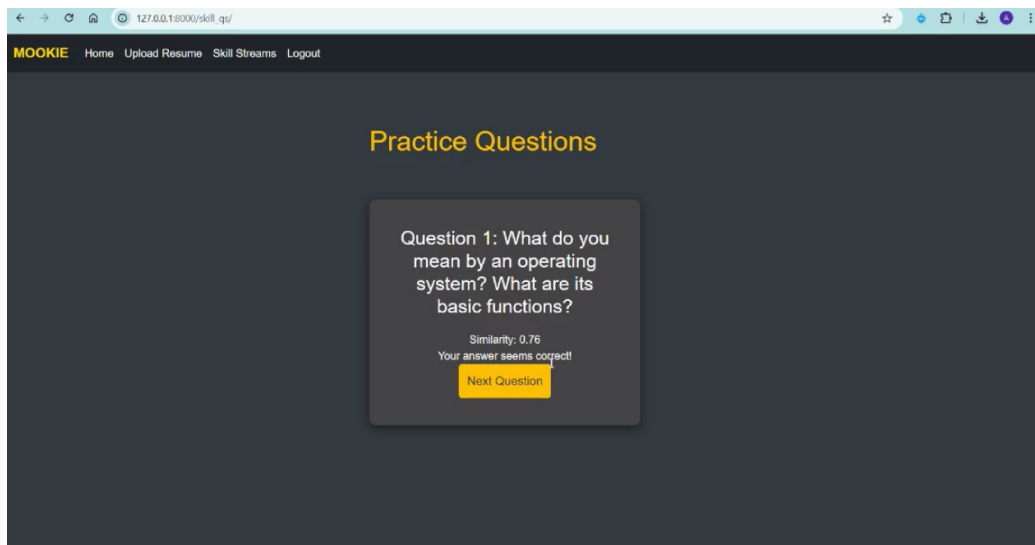 127.0.0.1:8000/skill_qs/
A
MOOKIE Home Upload Resume Skill Streams Logout
Practice Questions
Question 1: What do you
mean by an operating
system? What are its
basic functions?
Similarity: 0.76
Your answer seems correct!
Next Question